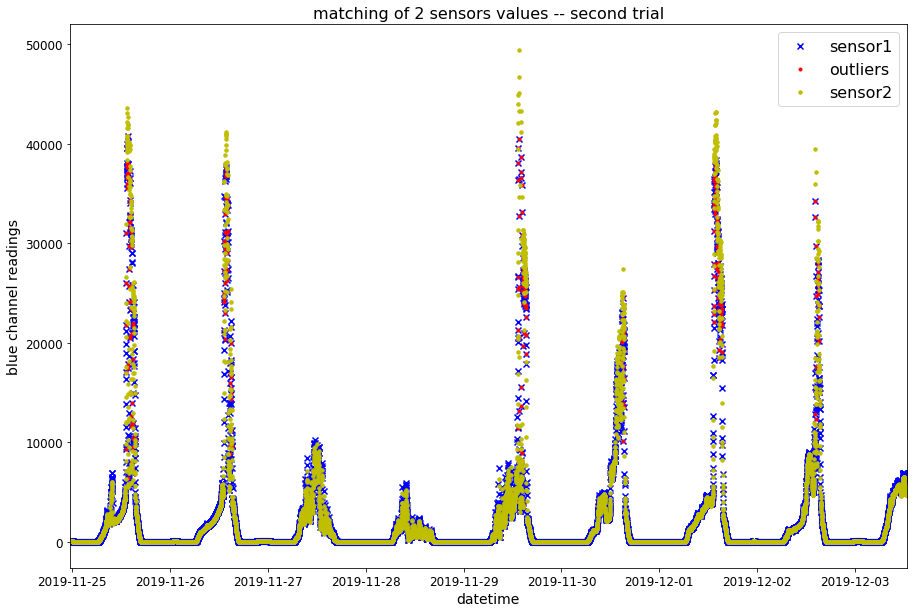 matching of 2 sensors values -- second trial
sensor1
outliers
sensor2
50000
40000
30000
20000
10000
0
blue channel readings
2019-11-25 2019-11-26 2019-11-27 2019-11-28 2019-11-29 2019-11-30 2019-12-01 2019-12-02 2019-12-03
datetime